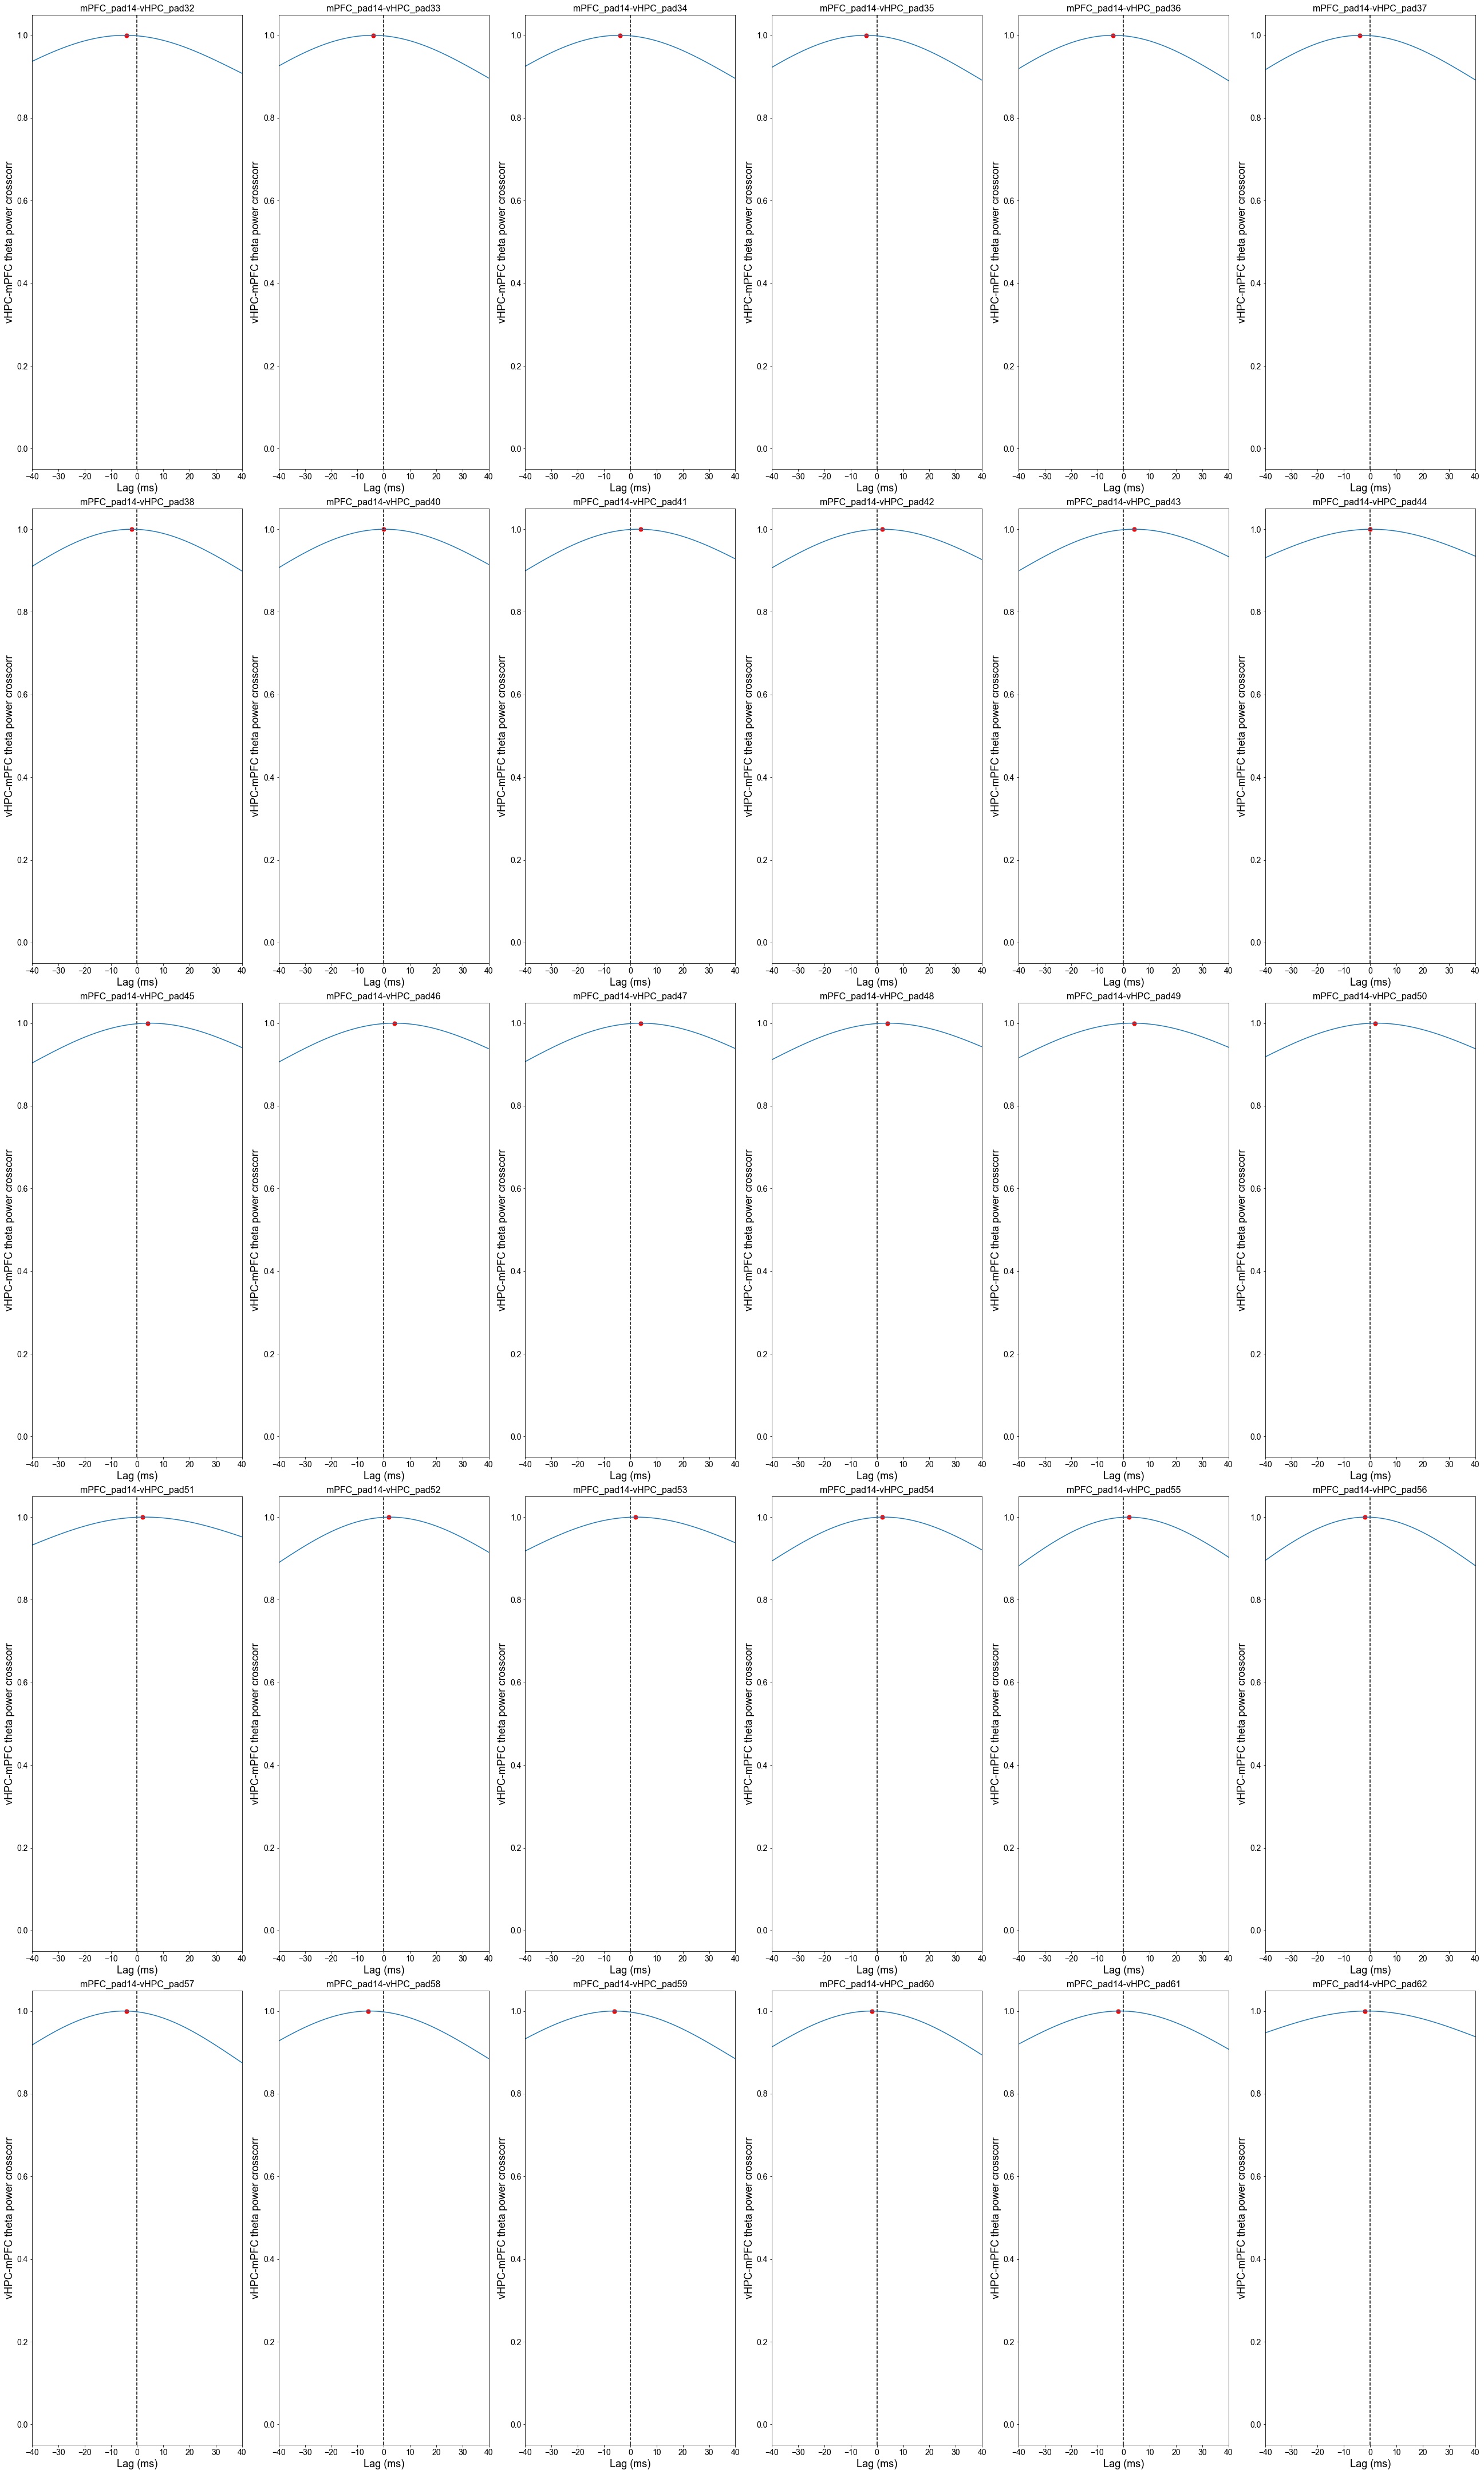 mPFC_pad14-vHPC_pad32 mPFC_pad14-vHPC_pad33 mPFC_pad14-vHPC_pad34 mPFC_pad14-vHPC_pad35 mPFC_pad14-vHPC_pad36 mPFC_pad14-vHPC_pad37
1.0 1.0 1.0 1.0 1.0 1.0
0.8 0.8 0.8 0.8 0.8 0.8
vHPC-mPFC theta power crosscorr vHPC-mPFC theta power crosscorr vHPC-mPFC theta power crosscorr vHPC-mPFC theta power crosscorr vHPC-mPFC theta power crosscorr vHPC-mPFC theta power crosscorr
0.6 0.6 0.6 0.6 0.6 0.6
0.4 0.4 0.4 0.4 0.4 0.4
0.2 0.2 0.2 0.2 0.2 0.2
0.0 0.0 0.0 0.0 0.0 0.0
−40 −30 −20 −10 0 10 20 30 40 −40 −30 −20 −10 0 10 20 30 40 −40 −30 −20 −10 0 10 20 30 40 −40 −30 −20 −10 0 10 20 30 40 −40 −30 −20 −10 0 10 20 30 40 −40 −30 −20 −10 0 10 20 30 40
Lag (ms) Lag (ms) Lag (ms) Lag (ms) Lag (ms) Lag (ms)
mPFC_pad14-vHPC_pad38 mPFC_pad14-vHPC_pad40 mPFC_pad14-vHPC_pad41 mPFC_pad14-vHPC_pad42 mPFC_pad14-vHPC_pad43 mPFC_pad14-vHPC_pad44
1.0 1.0 1.0 1.0 1.0 1.0
0.8 0.8 0.8 0.8 0.8 0.8
vHPC-mPFC theta power crosscorr vHPC-mPFC theta power crosscorr vHPC-mPFC theta power crosscorr vHPC-mPFC theta power crosscorr vHPC-mPFC theta power crosscorr vHPC-mPFC theta power crosscorr
0.6 0.6 0.6 0.6 0.6 0.6
0.4 0.4 0.4 0.4 0.4 0.4
0.2 0.2 0.2 0.2 0.2 0.2
0.0 0.0 0.0 0.0 0.0 0.0
−40 −30 −20 −10 0 10 20 30 40 −40 −30 −20 −10 0 10 20 30 40 −40 −30 −20 −10 0 10 20 30 40 −40 −30 −20 −10 0 10 20 30 40 −40 −30 −20 −10 0 10 20 30 40 −40 −30 −20 −10 0 10 20 30 40
Lag (ms) Lag (ms) Lag (ms) Lag (ms) Lag (ms) Lag (ms)
mPFC_pad14-vHPC_pad45 mPFC_pad14-vHPC_pad46 mPFC_pad14-vHPC_pad47 mPFC_pad14-vHPC_pad48 mPFC_pad14-vHPC_pad49 mPFC_pad14-vHPC_pad50
1.0 1.0 1.0 1.0 1.0 1.0
0.8 0.8 0.8 0.8 0.8 0.8
vHPC-mPFC theta power crosscorr vHPC-mPFC theta power crosscorr vHPC-mPFC theta power crosscorr vHPC-mPFC theta power crosscorr vHPC-mPFC theta power crosscorr vHPC-mPFC theta power crosscorr
0.6 0.6 0.6 0.6 0.6 0.6
0.4 0.4 0.4 0.4 0.4 0.4
0.2 0.2 0.2 0.2 0.2 0.2
0.0 0.0 0.0 0.0 0.0 0.0
−40 −30 −20 −10 0 10 20 30 40 −40 −30 −20 −10 0 10 20 30 40 −40 −30 −20 −10 0 10 20 30 40 −40 −30 −20 −10 0 10 20 30 40 −40 −30 −20 −10 0 10 20 30 40 −40 −30 −20 −10 0 10 20 30 40
Lag (ms) Lag (ms) Lag (ms) Lag (ms) Lag (ms) Lag (ms)
mPFC_pad14-vHPC_pad51 mPFC_pad14-vHPC_pad52 mPFC_pad14-vHPC_pad53 mPFC_pad14-vHPC_pad54 mPFC_pad14-vHPC_pad55 mPFC_pad14-vHPC_pad56
1.0 1.0 1.0 1.0 1.0 1.0
0.8 0.8 0.8 0.8 0.8 0.8
vHPC-mPFC theta power crosscorr vHPC-mPFC theta power crosscorr vHPC-mPFC theta power crosscorr vHPC-mPFC theta power crosscorr vHPC-mPFC theta power crosscorr vHPC-mPFC theta power crosscorr
0.6 0.6 0.6 0.6 0.6 0.6
0.4 0.4 0.4 0.4 0.4 0.4
0.2 0.2 0.2 0.2 0.2 0.2
0.0 0.0 0.0 0.0 0.0 0.0
−40 −30 −20 −10 0 10 20 30 40 −40 −30 −20 −10 0 10 20 30 40 −40 −30 −20 −10 0 10 20 30 40 −40 −30 −20 −10 0 10 20 30 40 −40 −30 −20 −10 0 10 20 30 40 −40 −30 −20 −10 0 10 20 30 40
Lag (ms) Lag (ms) Lag (ms) Lag (ms) Lag (ms) Lag (ms)
mPFC_pad14-vHPC_pad57 mPFC_pad14-vHPC_pad58 mPFC_pad14-vHPC_pad59 mPFC_pad14-vHPC_pad60 mPFC_pad14-vHPC_pad61 mPFC_pad14-vHPC_pad62
1.0 1.0 1.0 1.0 1.0 1.0
0.8 0.8 0.8 0.8 0.8 0.8
vHPC-mPFC theta power crosscorr vHPC-mPFC theta power crosscorr vHPC-mPFC theta power crosscorr vHPC-mPFC theta power crosscorr vHPC-mPFC theta power crosscorr vHPC-mPFC theta power crosscorr
0.6 0.6 0.6 0.6 0.6 0.6
0.4 0.4 0.4 0.4 0.4 0.4
0.2 0.2 0.2 0.2 0.2 0.2
0.0 0.0 0.0 0.0 0.0 0.0
−40 −30 −20 −10 0 10 20 30 40 −40 −30 −20 −10 0 10 20 30 40 −40 −30 −20 −10 0 10 20 30 40 −40 −30 −20 −10 0 10 20 30 40 −40 −30 −20 −10 0 10 20 30 40 −40 −30 −20 −10 0 10 20 30 40
Lag (ms) Lag (ms) Lag (ms) Lag (ms) Lag (ms) Lag (ms)